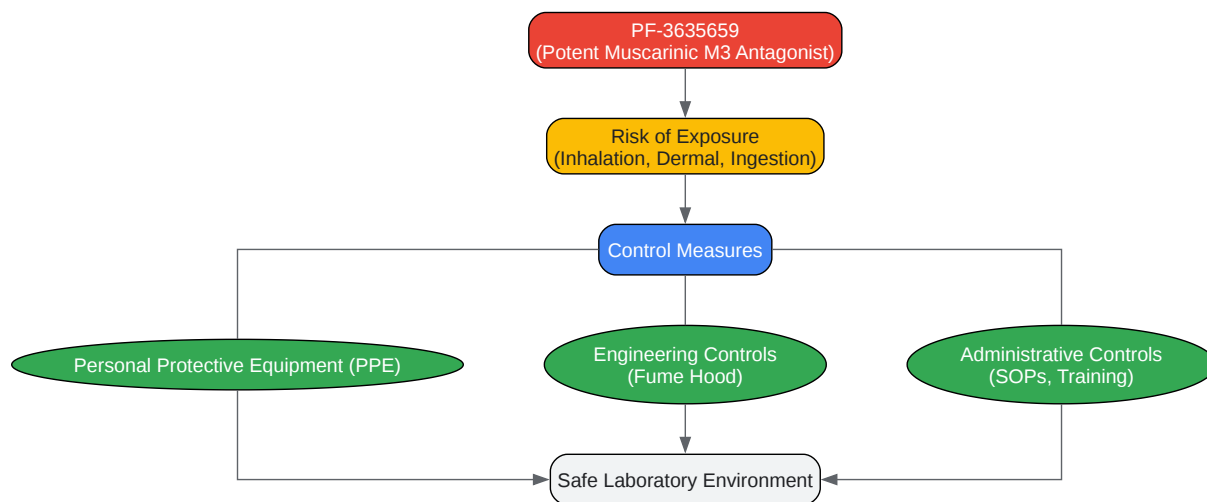 PF-3635659
(Potent Muscarinic M3 Antagonist)
Risk of Exposure
(Inhalation, Dermal, Ingestion)
Control Measures
Personal Protective Equipment (PPE)
Engineering Controls
(Fume Hood)
Administrative Controls
(SOPs, Training)
Safe Laboratory Environment